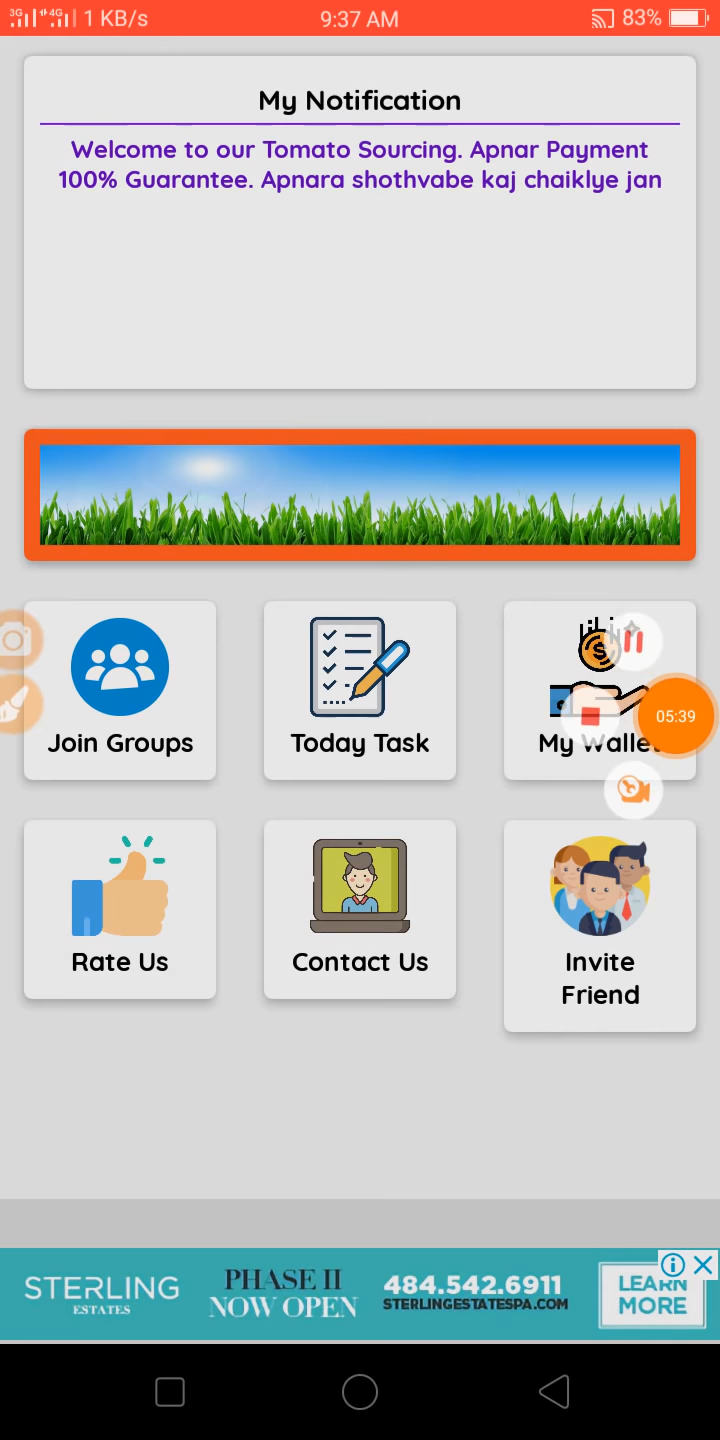 3G 4G 1 KB/s 9:37 AM 83%
My Notification
Welcome to our Tomato Sourcing. Apnar Payment
100% Guarantee. Apnara shothvabe kaj chaiklye jan
Join Groups
Today Task
My Wallet
05:39
Rate Us
Contact Us
Invite
Friend
STERLING
ESTATES
PHASE II
NOW OPEN
484.542.6911
STERLINGESTATESPA.COM
LEARN
MORE